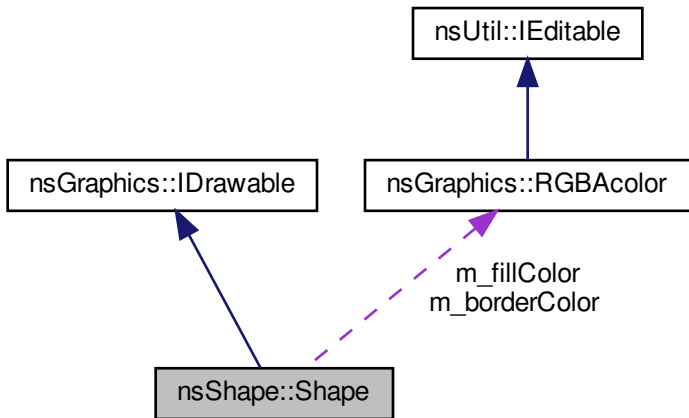 nsUtil::IEditable
nsGraphics::IDrawable
nsGraphics::RGBAcolor
m_fillColor
m_borderColor
nsShape::Shape